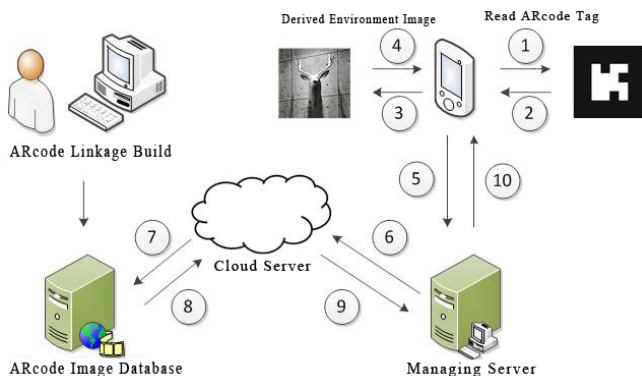 Derived Environment Image
Read ARcode Tag
4
1
3
2
ARcode Linkage Build
5
10
7
6
Cloud Server
8
9
ARcode Image Database
Managing Server